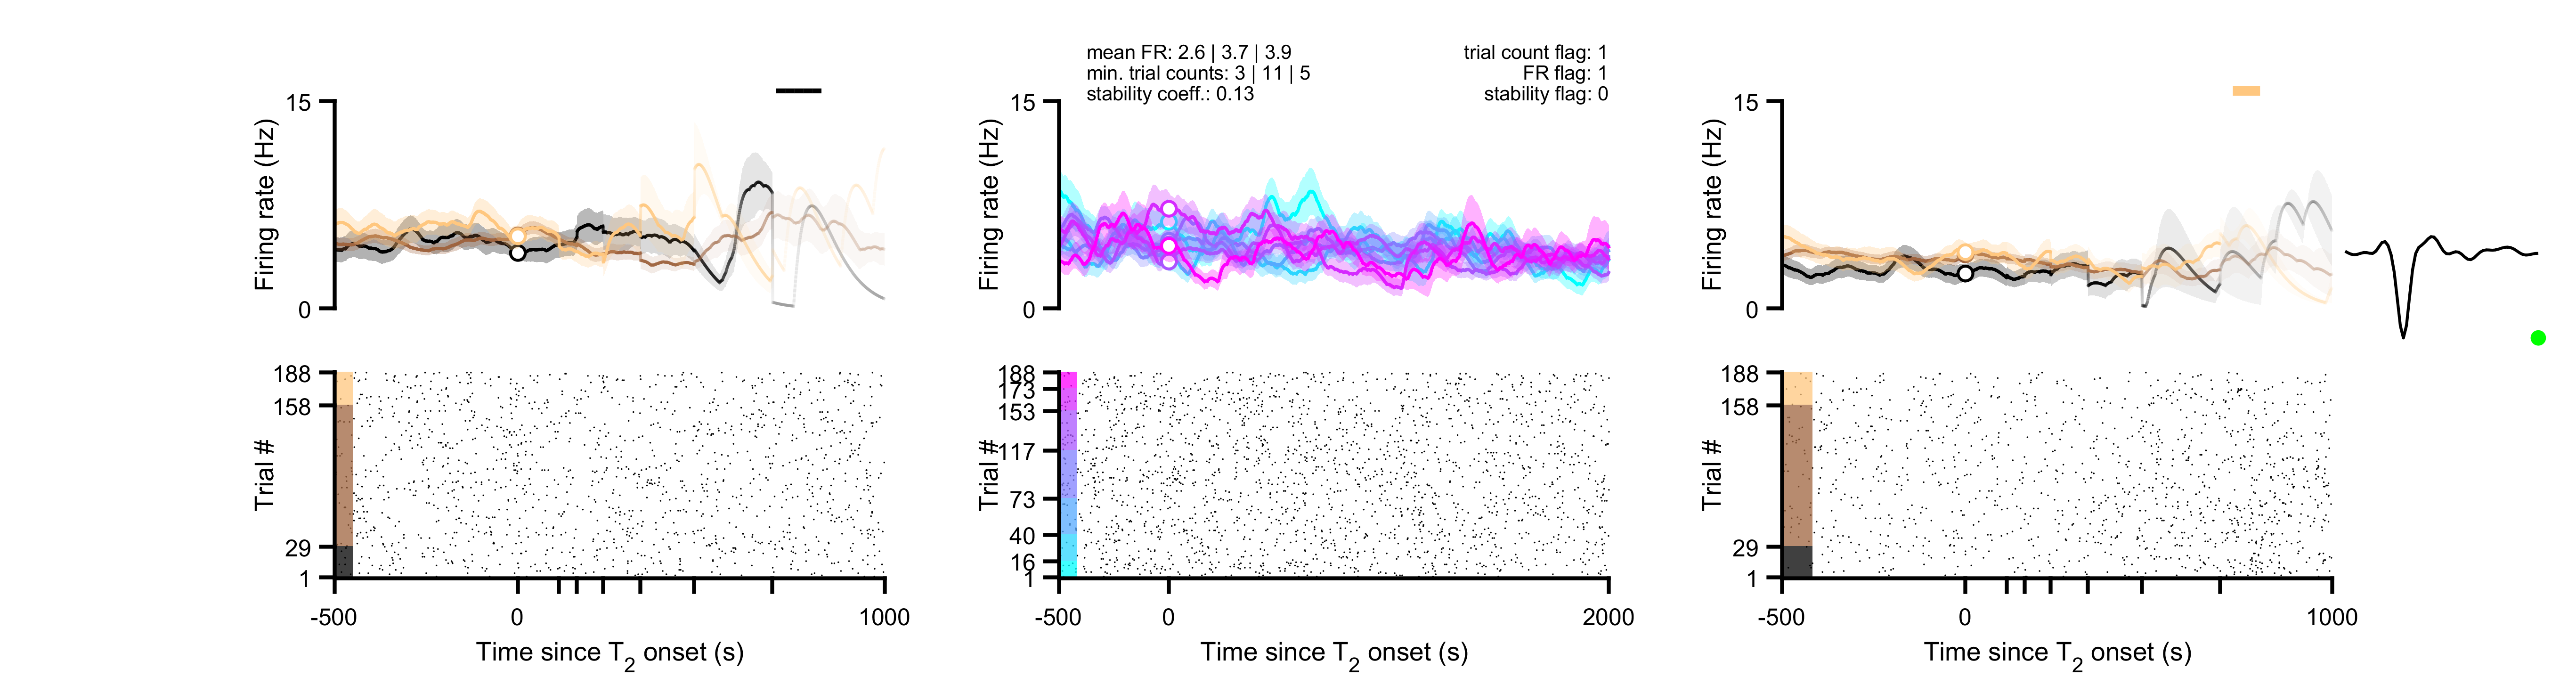 mean FR: 2.6 | 3.7 | 3.9
min. trial counts: 3 | 11 | 5
stability coeff.: 0.13
trial count flag: 1
FR flag: 1
stability flag: 0
15
Firing rate (Hz)
0
15
Firing rate (Hz)
0
15
Firing rate (Hz)
0
188
158
Trial #
29
1
-500
0
1000
Time since T2 onset (s)
188
173
153
117
Trial #
73
40
16
1
-500
0
2000
Time since T2 onset (s)
188
158
Trial #
29
1
-500
0
1000
Time since T2 onset (s)